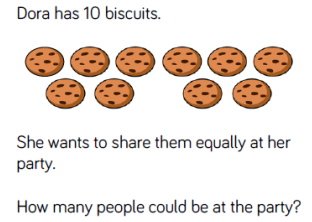 Dora has 10 biscuits.
She wants to share them equally at her
party.
How many people could be at the party?